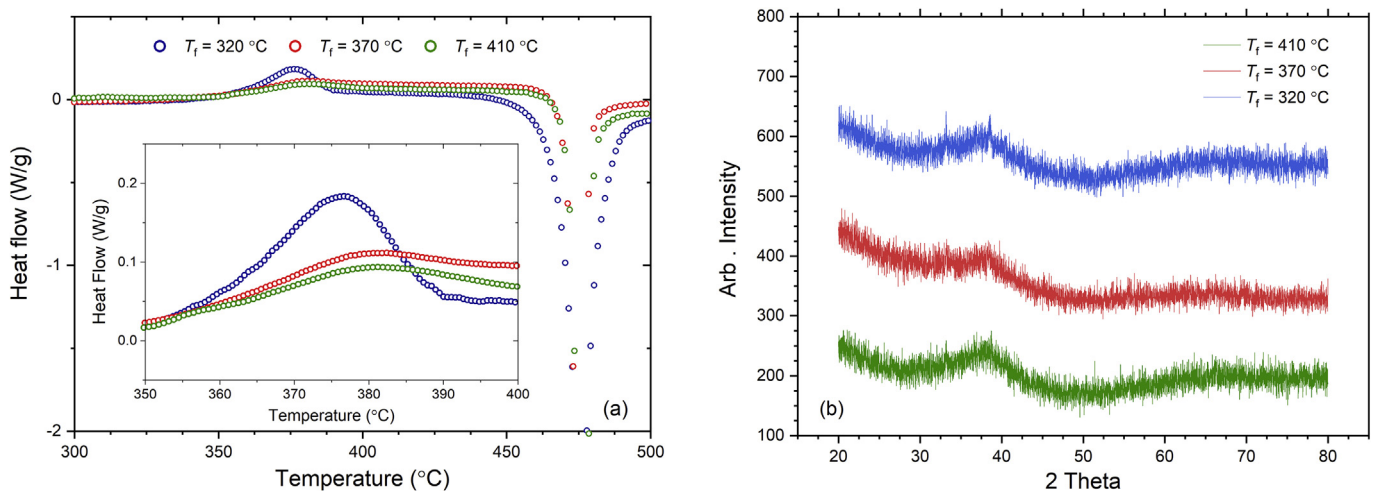 T_f = 320 °C T_f = 370 °C T_f = 410 °C
0
-1
-2
Heat flow (W/g)
0.2
0.1
0.0
Heat Flow (W/g)
350 360 370 380 390 400
Temperature (°C)
(a)
300 350 400 450 500
Temperature (°C)
800
700
600
500
400
300
200
100
Arb . Intensity
T_f = 410 °C
T_f = 370 °C
T_f = 320 °C
(b)
20 30 40 50 60 70 80
2 Theta